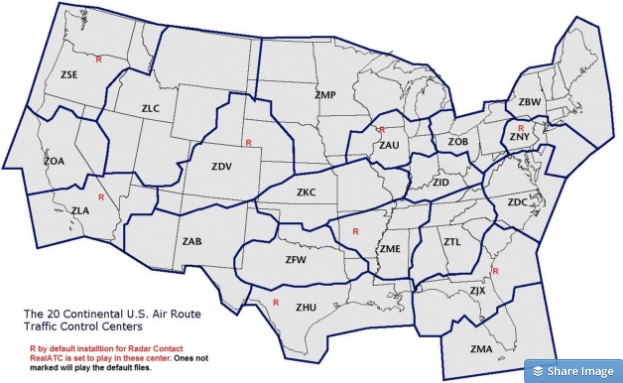 ZSE
R
ZLC
ZMP
ZBW
ZOA
ZDV
R
ZAU
R
ZOB
ZNY
R
ZLA
R
ZKC
ZID
ZDC
ZAB
ZFW
R
ZME
ZTL
R
ZHU
R
ZJX
ZMA
The 20 Continental U.S. Air Route
Traffic Control Centers
R by default installtion for Radar Contact
RealATC is set to play in these center. Ones not
marked will play the default files.
Share Image